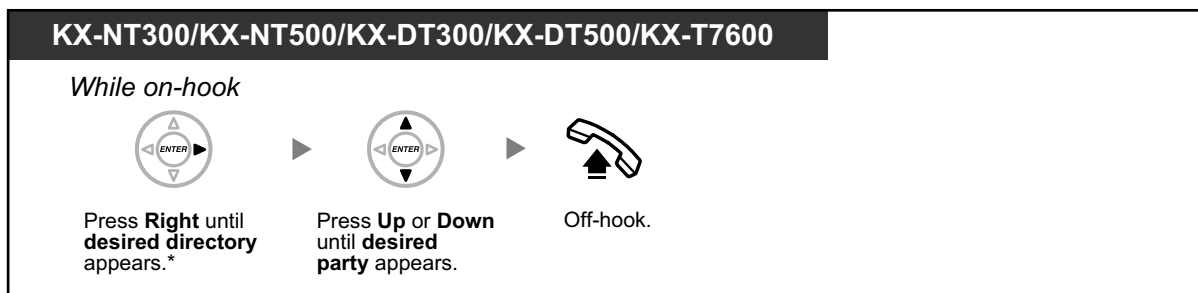 KX-NT300/KX-NT500/KX-DT300/KX-DT500/KX-T7600
While on-hook
ENTER
ENTER
Press Right until
desired directory
appears.*
Press Up or Down
until desired
party appears.
Off-hook.